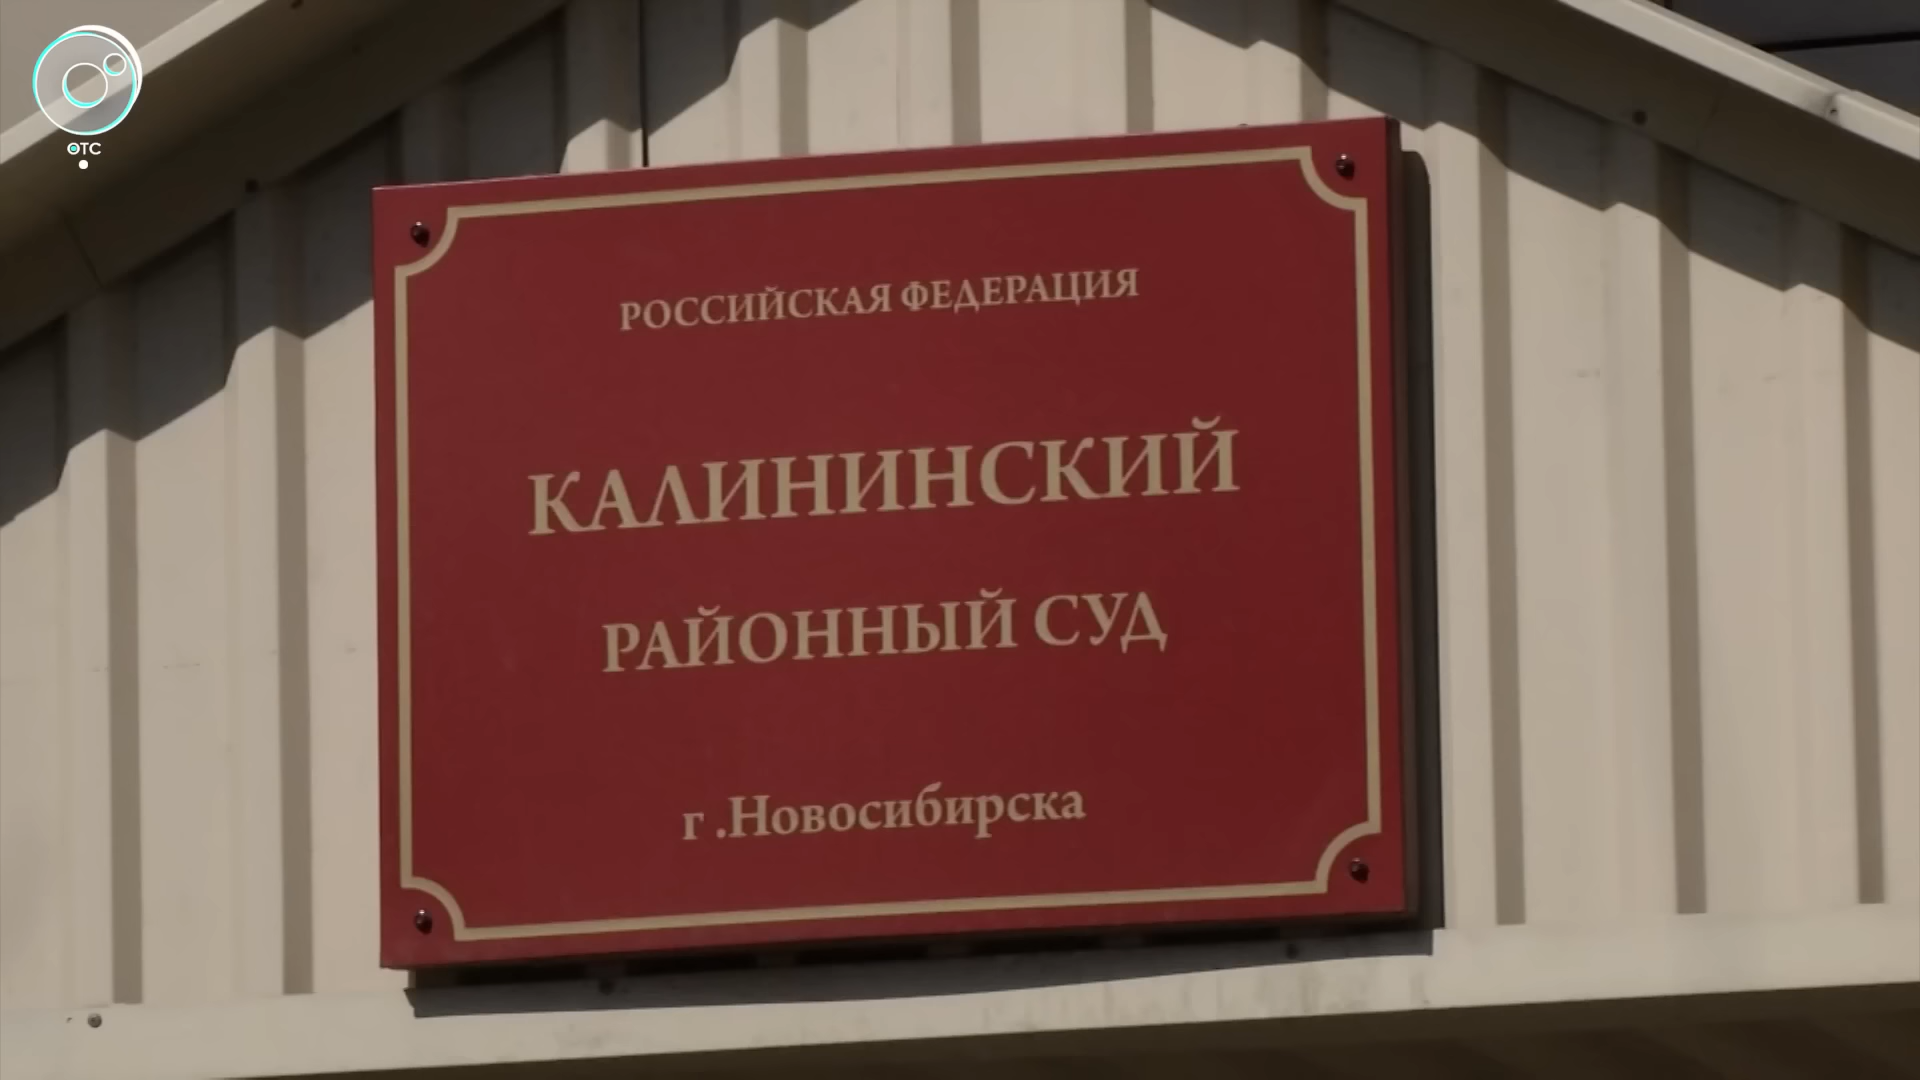 ОТС
РОССИЙСКАЯ ФЕДЕРАЦИЯ
КАЛИНИНСКИЙ
РАЙОННЫЙ СУД
г .Новосибирска